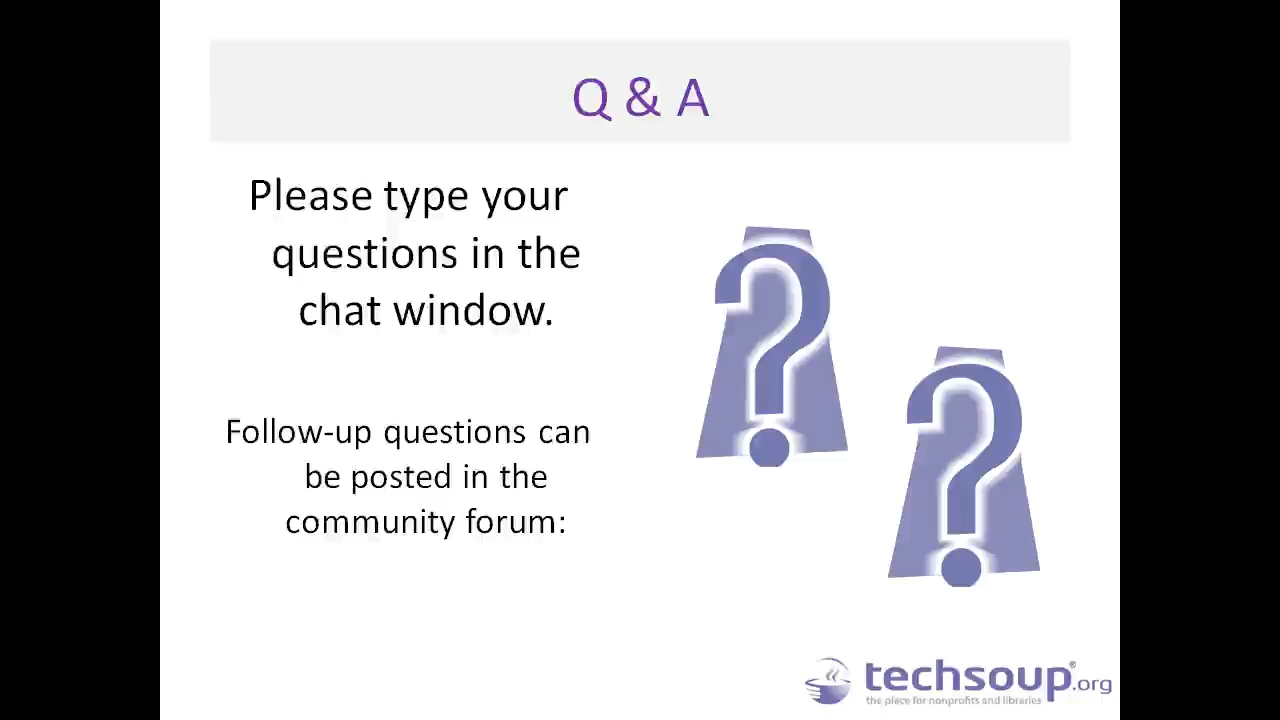 Q & A
Please type your
questions in the
chat window.
Follow-up questions can
be posted in the
community forum:
?
?
techsoup®.org
the place for nonprofits and libraries